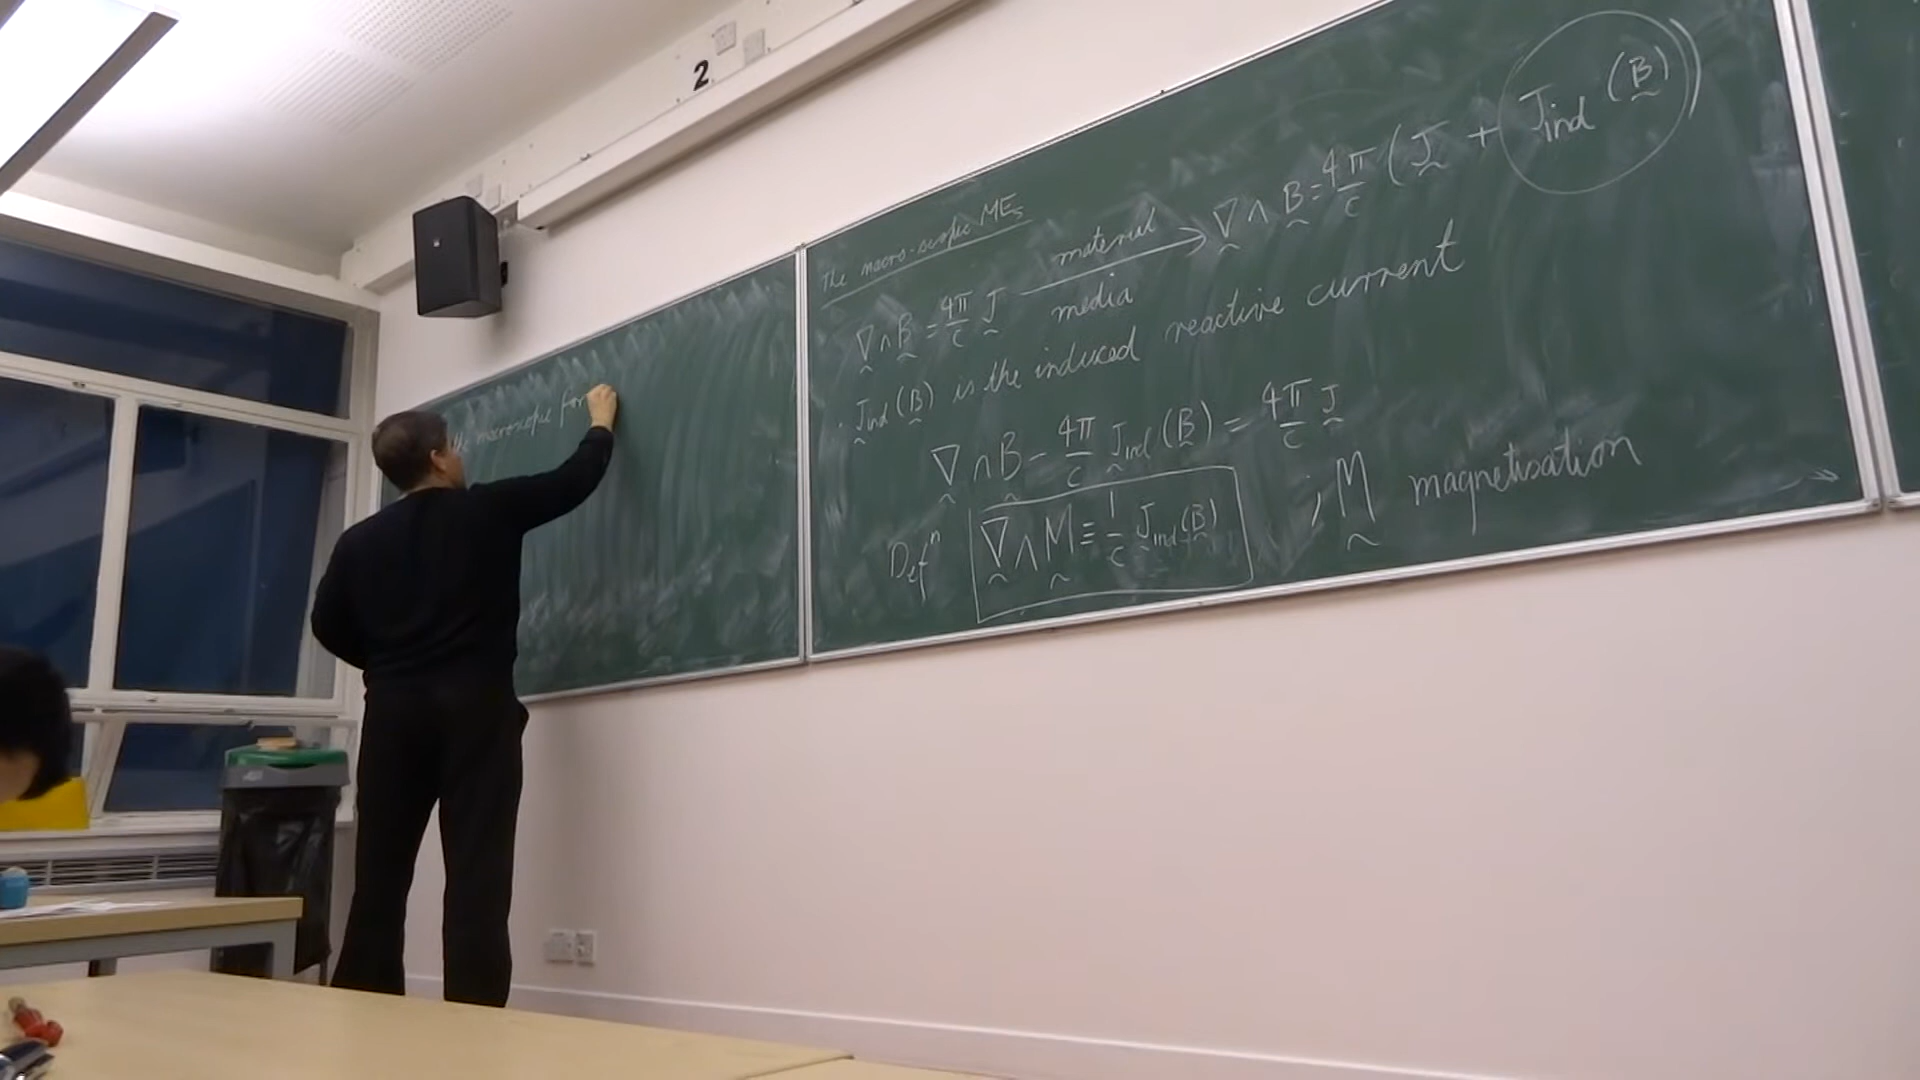 2
The macroscopic for
The macro-scopic MEs
∇ ∧ B = 4π/c J material media → ∇ ∧ B = 4π/c (J + Jind (B))
· Jind (B) is the induced reactive current
∇ ∧ B - 4π/c Jind (B) = 4π/c J
Defⁿ ∇ ∧ M ≡ 1/c Jind (B) ; M magnetisation